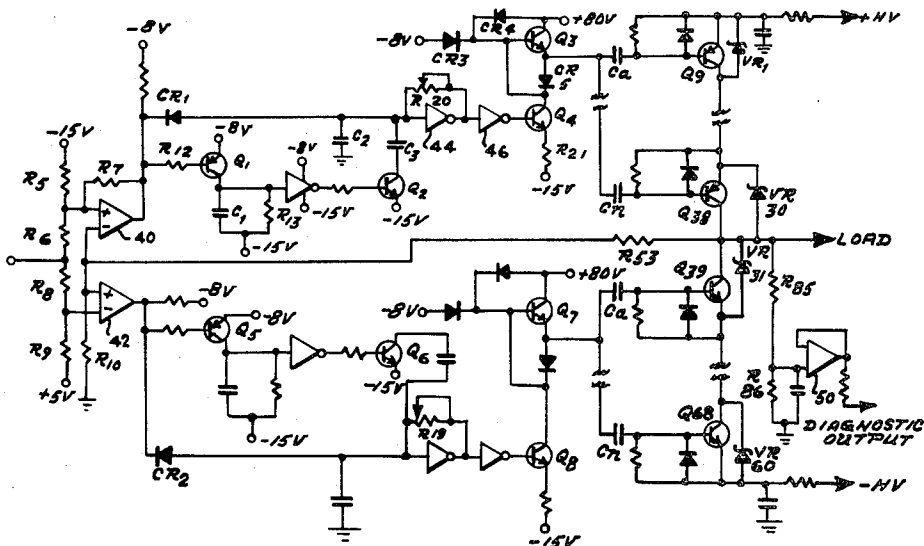 -8V
CR1
-15V
R5
R7
R12
-8V
Q1
40
R6
R8
R9
+5V
R10
42
C1
R13
-8V
-15V
-15V
C2
C3
Q2
-15V
R 20
44
46
-8V
CR3
CR4
+80V
Q3
CR 5
Q4
R21
-15V
Ca
Q9
VR1
+HV
Cn
Q38
VR 30
LOAD
R53
-8V
Q5
-8V
-15V
Q6
-15V
CR2
R19
-8V
+80V
Q7
Q8
-15V
Ca
Q39
VR 31
R85
R 86
50
DIAGNOSTIC OUTPUT
Cn
Q68
VR 60
-HV